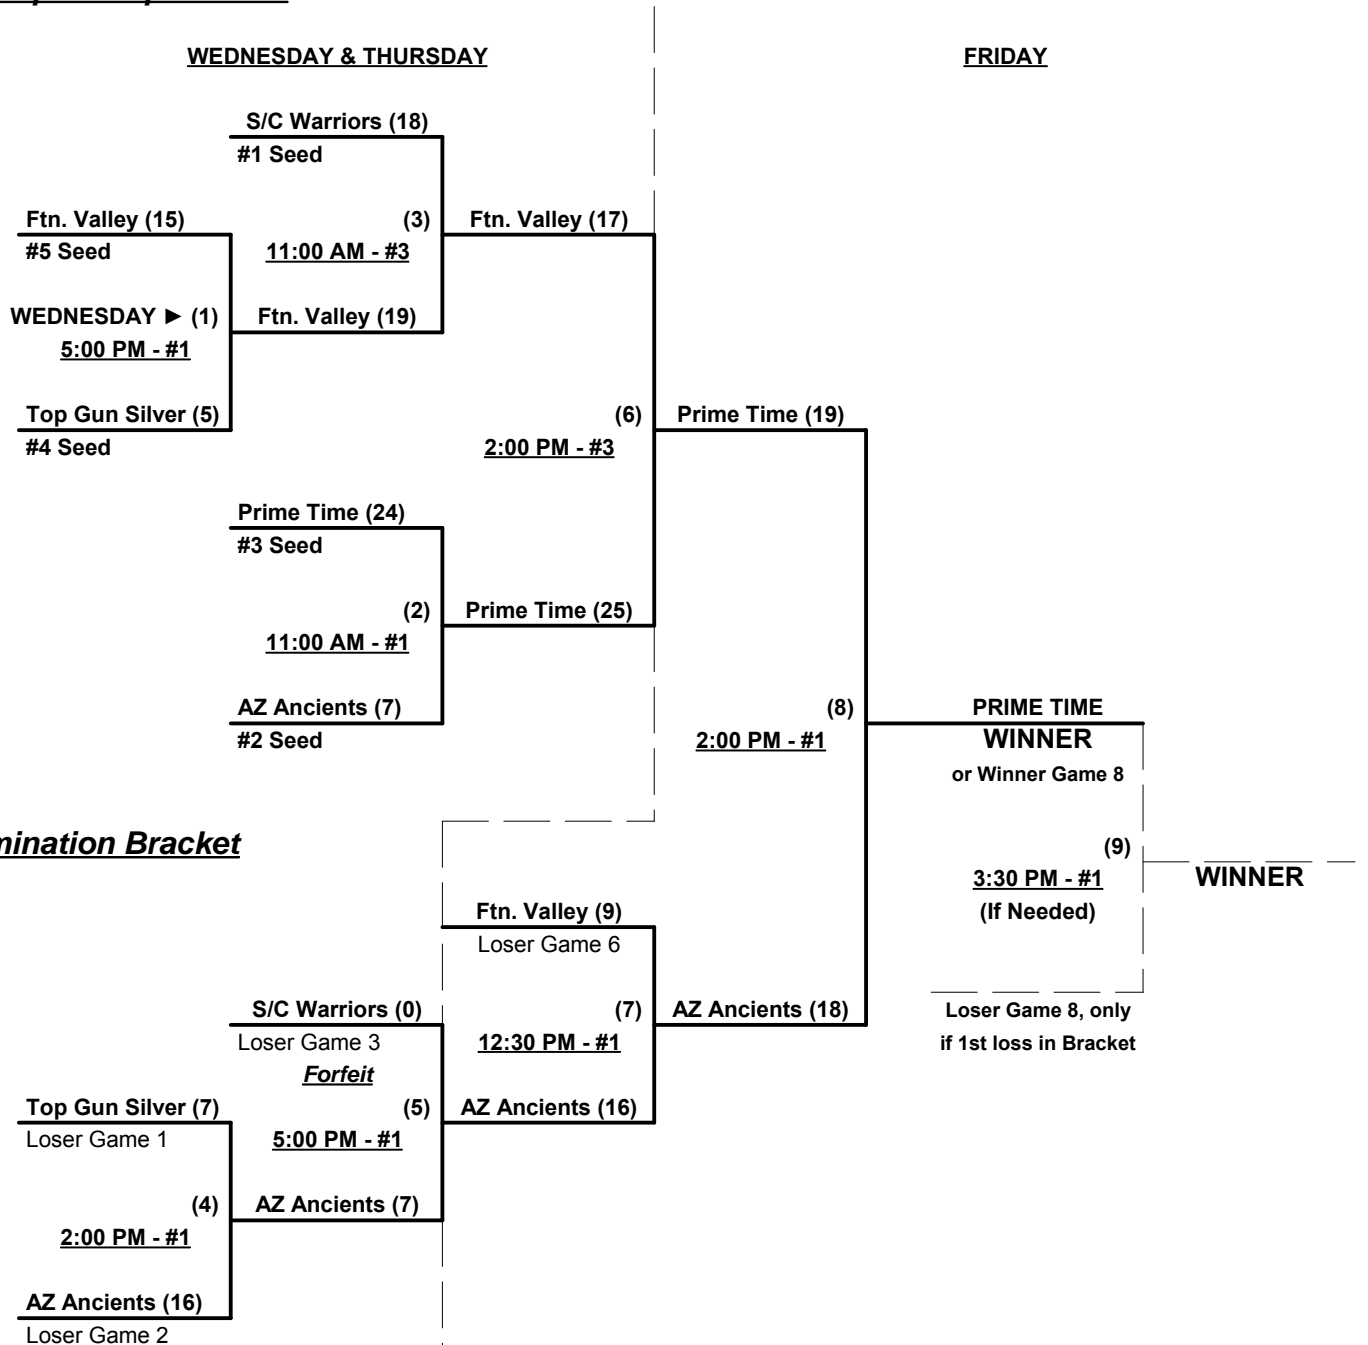 WEDNESDAY & THURSDAY
FRIDAY
S/C Warriors (18)
#1 Seed
Ftn. Valley (15)
(3)
Ftn. Valley (17)
#5 Seed
11:00 AM - #3
WEDNESDAY ► (1)
Ftn. Valley (19)
5:00 PM - #1
Top Gun Silver (5)
(6)
Prime Time (19)
#4 Seed
2:00 PM - #3
Prime Time (24)
#3 Seed
(2)
Prime Time (25)
11:00 AM - #1
AZ Ancients (7)
(8)
PRIME TIME
#2 Seed
2:00 PM - #1
WINNER
or Winner Game 8
mination Bracket
(9)
3:30 PM - #1
WINNER
(If Needed)
Ftn. Valley (9)
Loser Game 6
S/C Warriors (0)
(7)
AZ Ancients (18)
Loser Game 8, only
Loser Game 3
12:30 PM - #1
if 1st loss in Bracket
Forfeit
Top Gun Silver (7)
(5)
AZ Ancients (16)
Loser Game 1
5:00 PM - #1
(4)
AZ Ancients (7)
2:00 PM - #1
AZ Ancients (16)
Loser Game 2